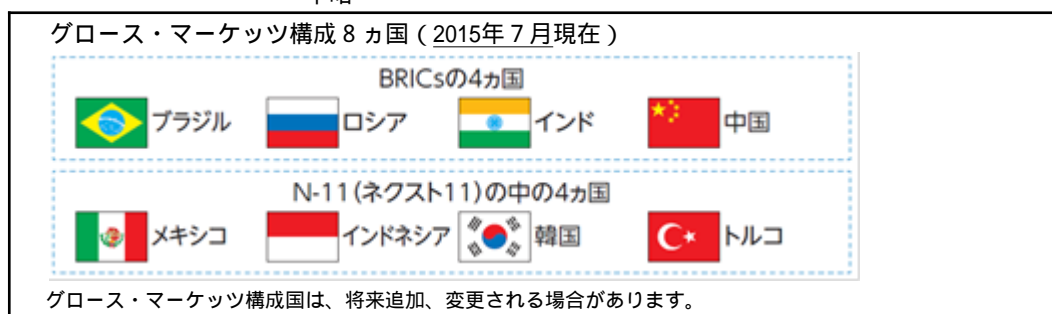 グロース・マーケッツ構成８ヵ国（2015年７月現在）
BRICsの4ヵ国
ブラジル ロシア インド 中国
N-11(ネクスト11)の中の4ヵ国
メキシコ インドネシア 韓国 トルコ
グロース・マーケッツ構成国は、将来追加、変更される場合があります。